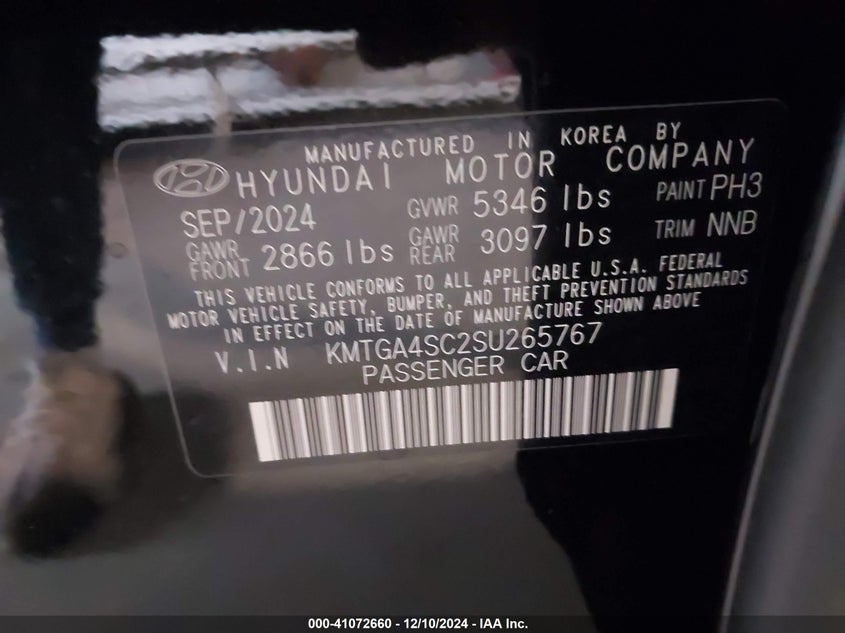 MANUFACTURED IN KOREA BY
HYUNDAI MOTOR COMPANY
SEP/2024 GVWR 5346 lbs PAINT PH3
GAWR FRONT 2866 lbs GAWR REAR 3097 lbs TRIM NNB
THIS VEHICLE CONFORMS TO ALL APPLICABLE U.S.A. FEDERAL
MOTOR VEHICLE SAFETY, BUMPER, AND THEFT PREVENTION STANDARDS
IN EFFECT ON THE DATE OF MANUFACTURE SHOWN ABOVE
V.I.N KMTGA4SC2SU265767
PASSENGER CAR
000-41072660 - 12/10/2024 - IAA Inc.